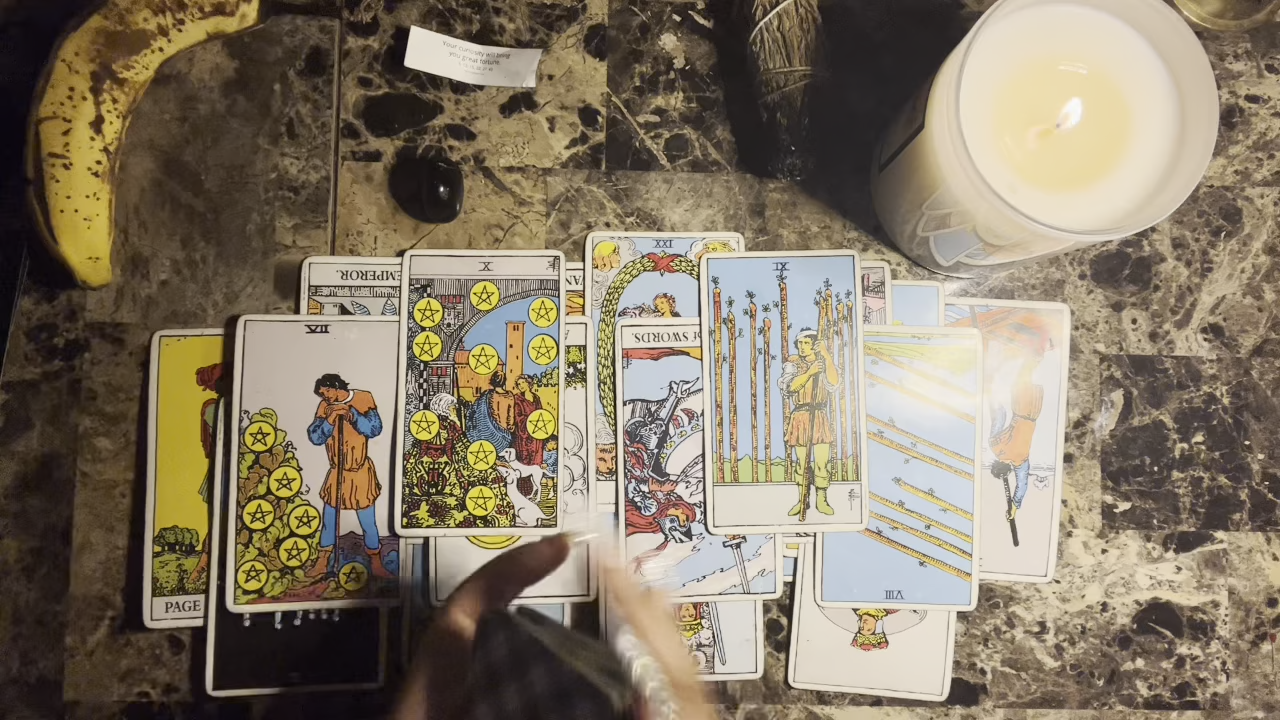 Your curiosity will bring
you great fortune.
EMPEROR.
X
XXI
IX
VII
OF SWORDS.
PAGE
VIII